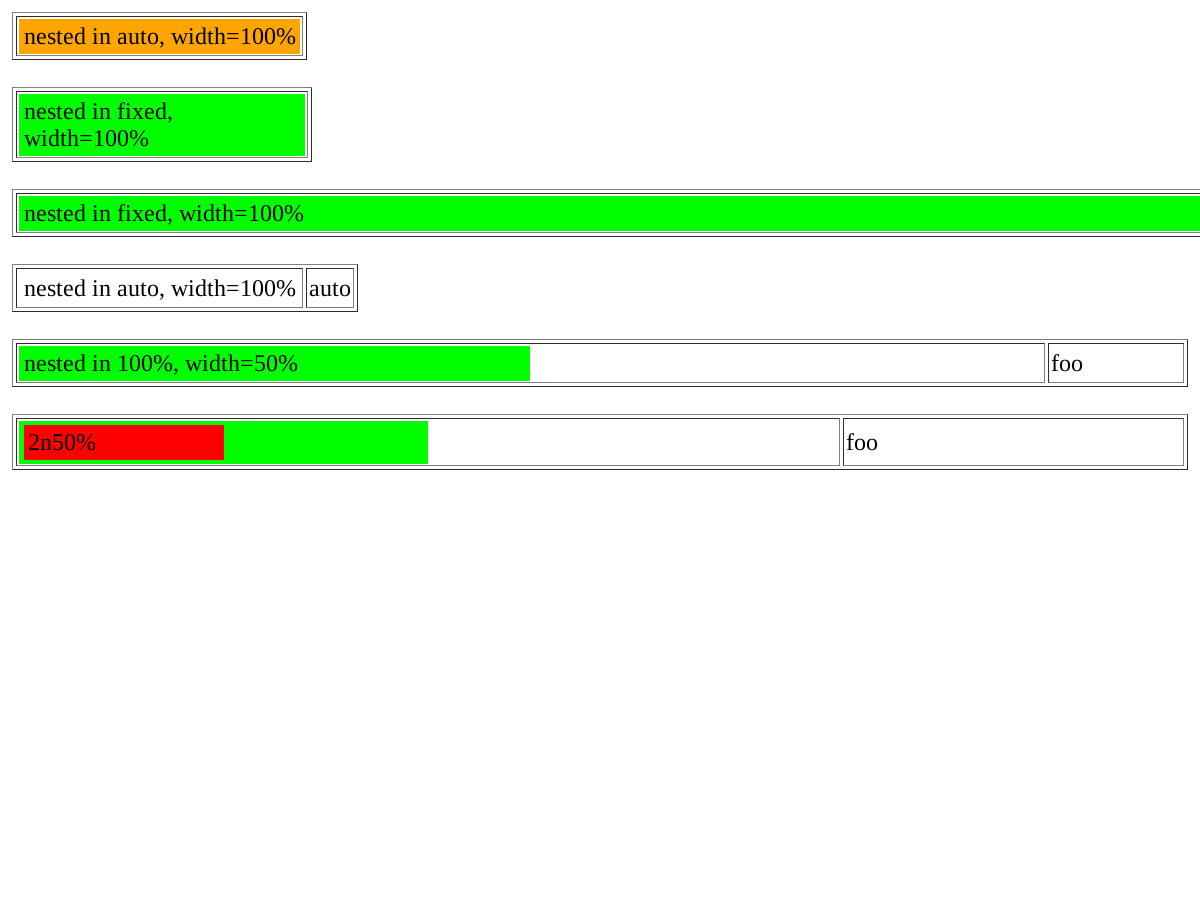 nested in auto, width=100%
nested in fixed,
width=100%
nested in fixed, width=100%
nested in auto, width=100% auto
nested in 100%, width=50% foo
2n50% foo